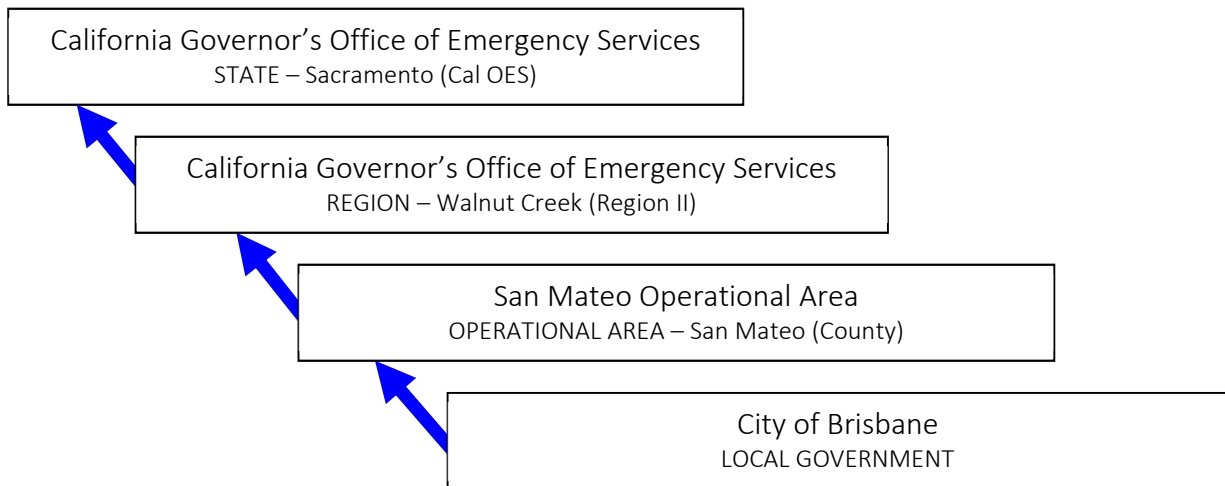 California Governor’s Office of Emergency Services
STATE – Sacramento (Cal OES)
California Governor’s Office of Emergency Services
REGION – Walnut Creek (Region II)
San Mateo Operational Area
OPERATIONAL AREA – San Mateo (County)
City of Brisbane
LOCAL GOVERNMENT